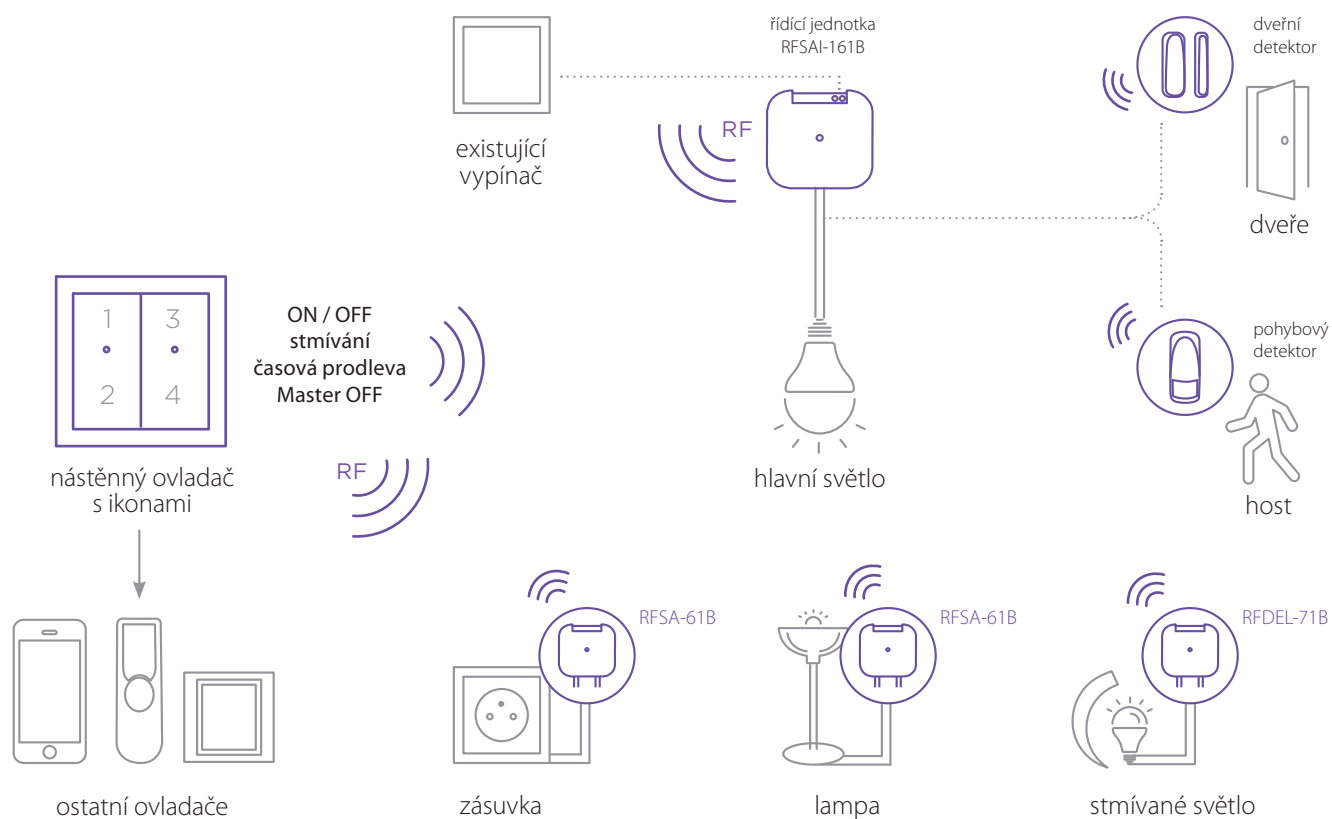 řídící jednotka
RFSAI-161B
dveřní
detektor
existující
vypínač
RF
dveře
1
3
2
4
ON / OFF
stmívání
časová prodleva
Master OFF
pohybový
detektor
nástěnný ovladač
s ikonami
RF
hlavní světlo
host
RFSA-61B
RFSA-61B
RFDEL-71B
ostatní ovladače
zásuvka
lampa
stmívané světlo